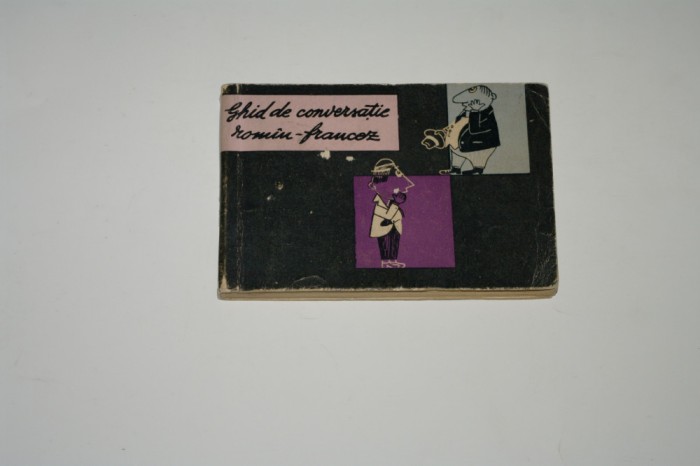 Ghid de conversație
romîn-francez